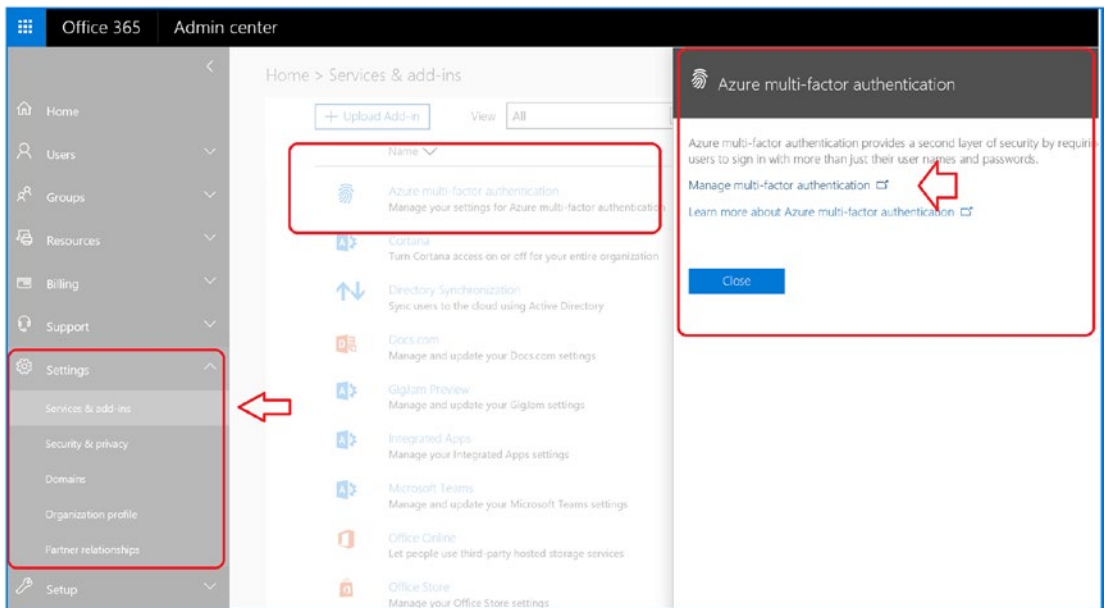 Office 365 Admin center
Home
Users
Groups
Resources
Billing
Support
Settings
Services & add-ins
Security & privacy
Domains
Organization profile
Partner relationships
Setup
Home > Services & add-ins
+ Upload Add-In View All
Name
Azure multi-factor authentication
Manage your settings for Azure multi-factor authentication
Cortana
Turn Cortana access on or off for your entire organization
Directory Synchronization
Sync users to the cloud using Active Directory
Docs.com
Manage and update your Docs.com settings
GigJam Preview
Manage and update your GigJam settings
Integrated Apps
Manage your Integrated Apps settings
Microsoft Teams
Manage and update your Microsoft Teams settings
Office Online
Let people use third-party hosted storage services
Office Store
Manage your Office Store settings
Azure multi-factor authentication
Azure multi-factor authentication provides a second layer of security by requirin
users to sign in with more than just their user names and passwords.
Manage multi-factor authentication
Learn more about Azure multi-factor authentication
Close